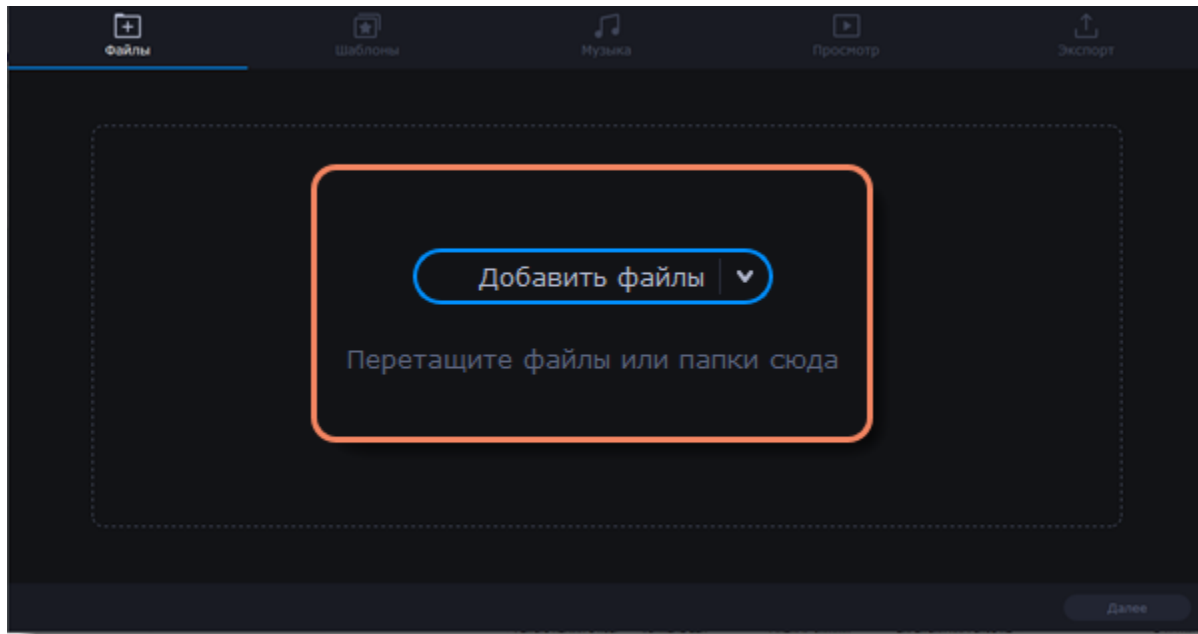 Файлы
Шаблоны
Музыка
Просмотр
Экспорт
Добавить файлы
Перетащите файлы или папки сюда
Далее